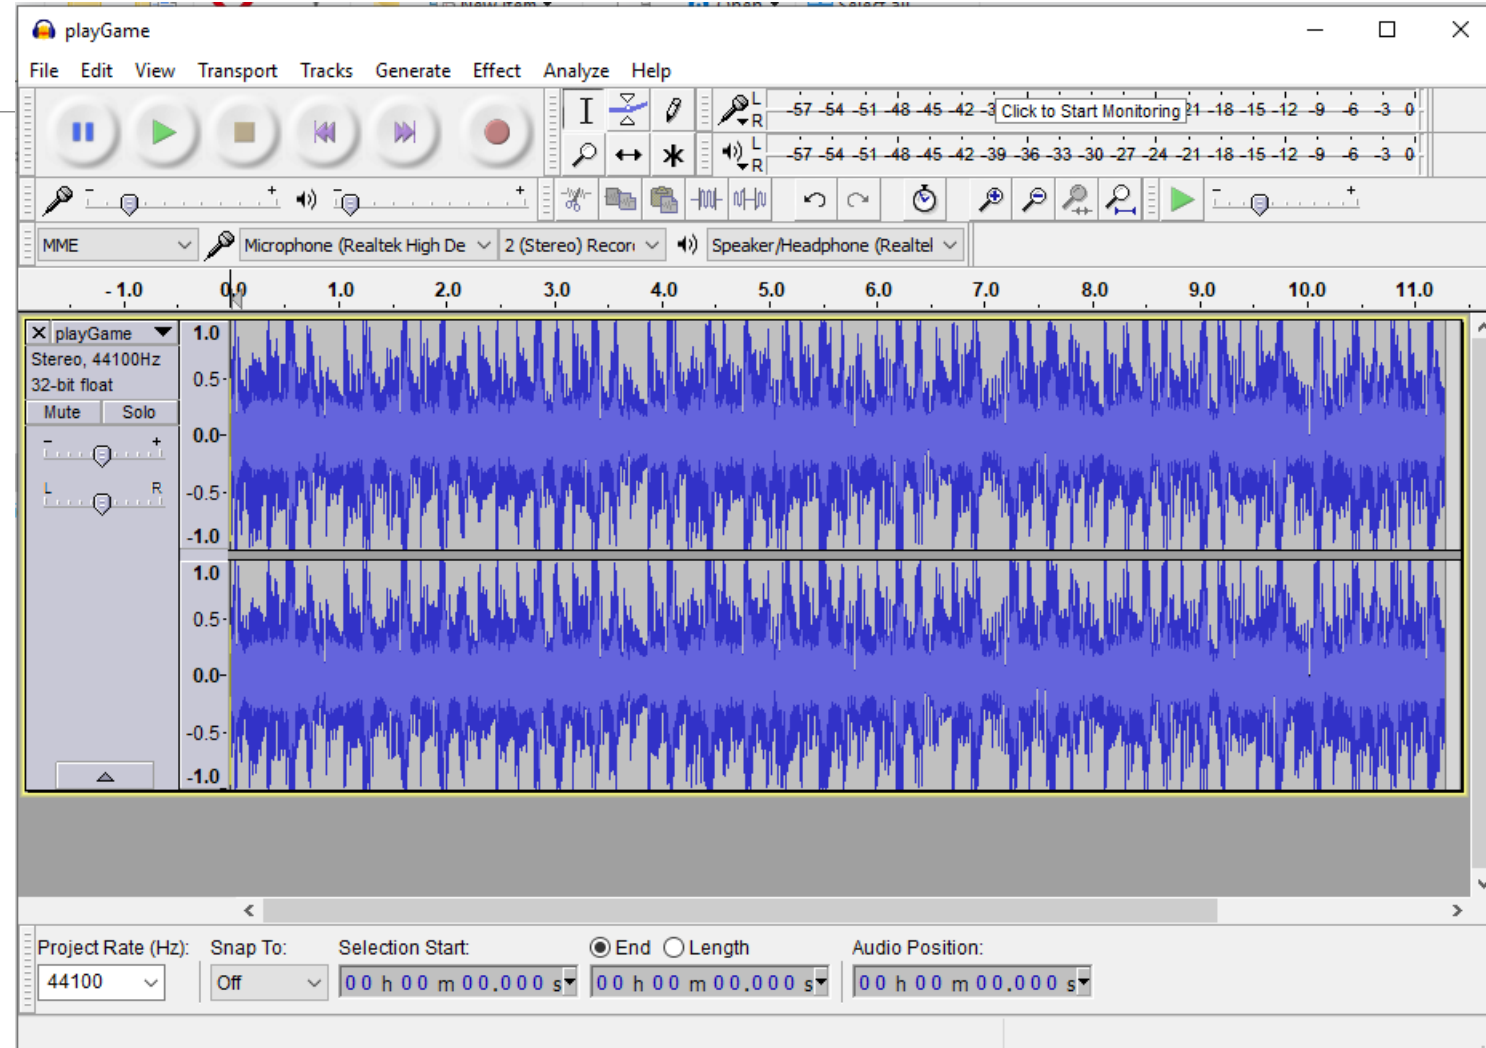 New item Open Select all
playGame
File Edit View Transport Tracks Generate Effect Analyze Help
L
R
-57 -54 -51 -48 -45 -42 -3 Click to Start Monitoring 21 -18 -15 -12 -9 -6 -3 0
L
R
-57 -54 -51 -48 -45 -42 -39 -36 -33 -30 -27 -24 -21 -18 -15 -12 -9 -6 -3 0
- + - + - +
MME Microphone (Realtek High De 2 (Stereo) Recor Speaker/Headphone (Realtel
-1.0 0.0 1.0 2.0 3.0 4.0 5.0 6.0 7.0 8.0 9.0 10.0 11.0
playGame
Stereo, 44100Hz
32-bit float
Mute Solo
- +
L R
1.0
0.5
0.0
-0.5
-1.0
1.0
0.5
0.0
-0.5
-1.0
Project Rate (Hz): Snap To: Selection Start: End Length Audio Position:
44100 Off 00 h 00 m 00.000 s 00 h 00 m 00.000 s 00 h 00 m 00.000 s